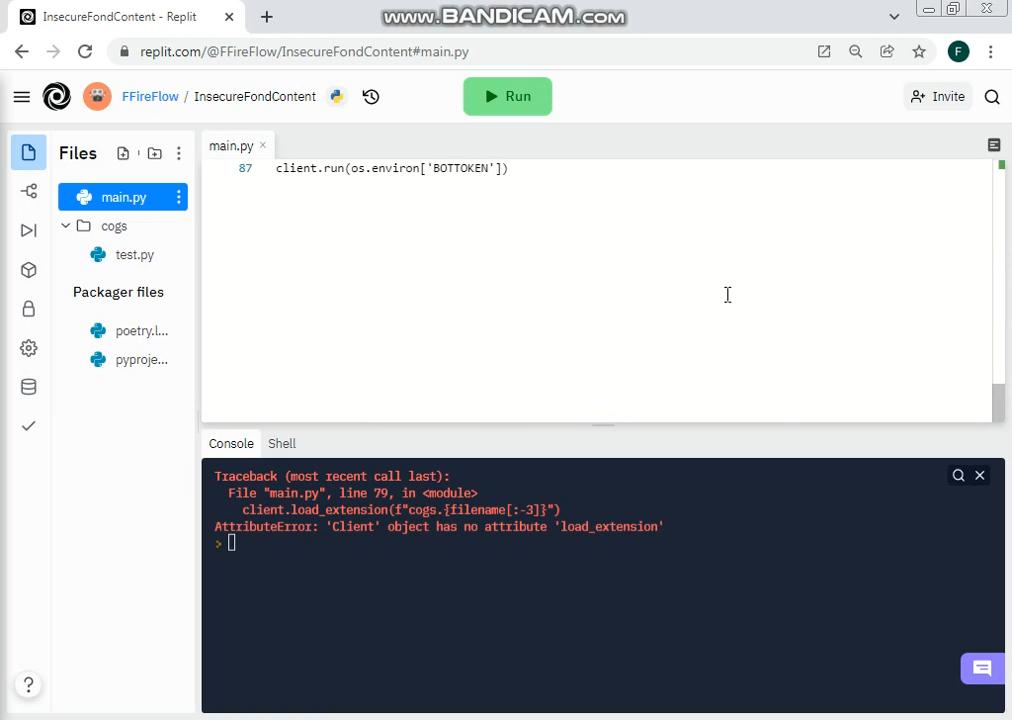 InsecureFondContent - Replit
www.BANDICAM.com
replit.com/@FFireFlow/InsecureFondContent#main.py
F
FFireFlow / InsecureFondContent
Run
Invite
Files
main.py
main.py
cogs
test.py
Packager files
poetry.l...
pyproje...
87 client.run(os.environ['BOTTOKEN'])
Console
Shell
Traceback (most recent call last):
File "main.py", line 79, in <module>
client.load_extension(f"cogs.{filename[:-3]}")
AttributeError: 'Client' object has no attribute 'load_extension'
>
?